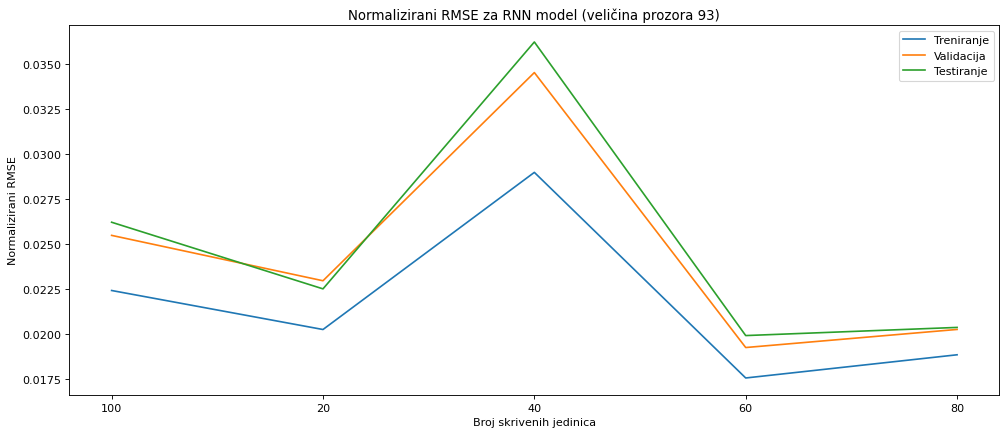 Normalizirani RMSE za RNN model (veličina prozora 93)
Treniranje
Validacija
Testiranje
Normalizirani RMSE
0.0350
0.0325
0.0300
0.0275
0.0250
0.0225
0.0200
0.0175
100 20 40 60 80
Broj skrivenih jedinica